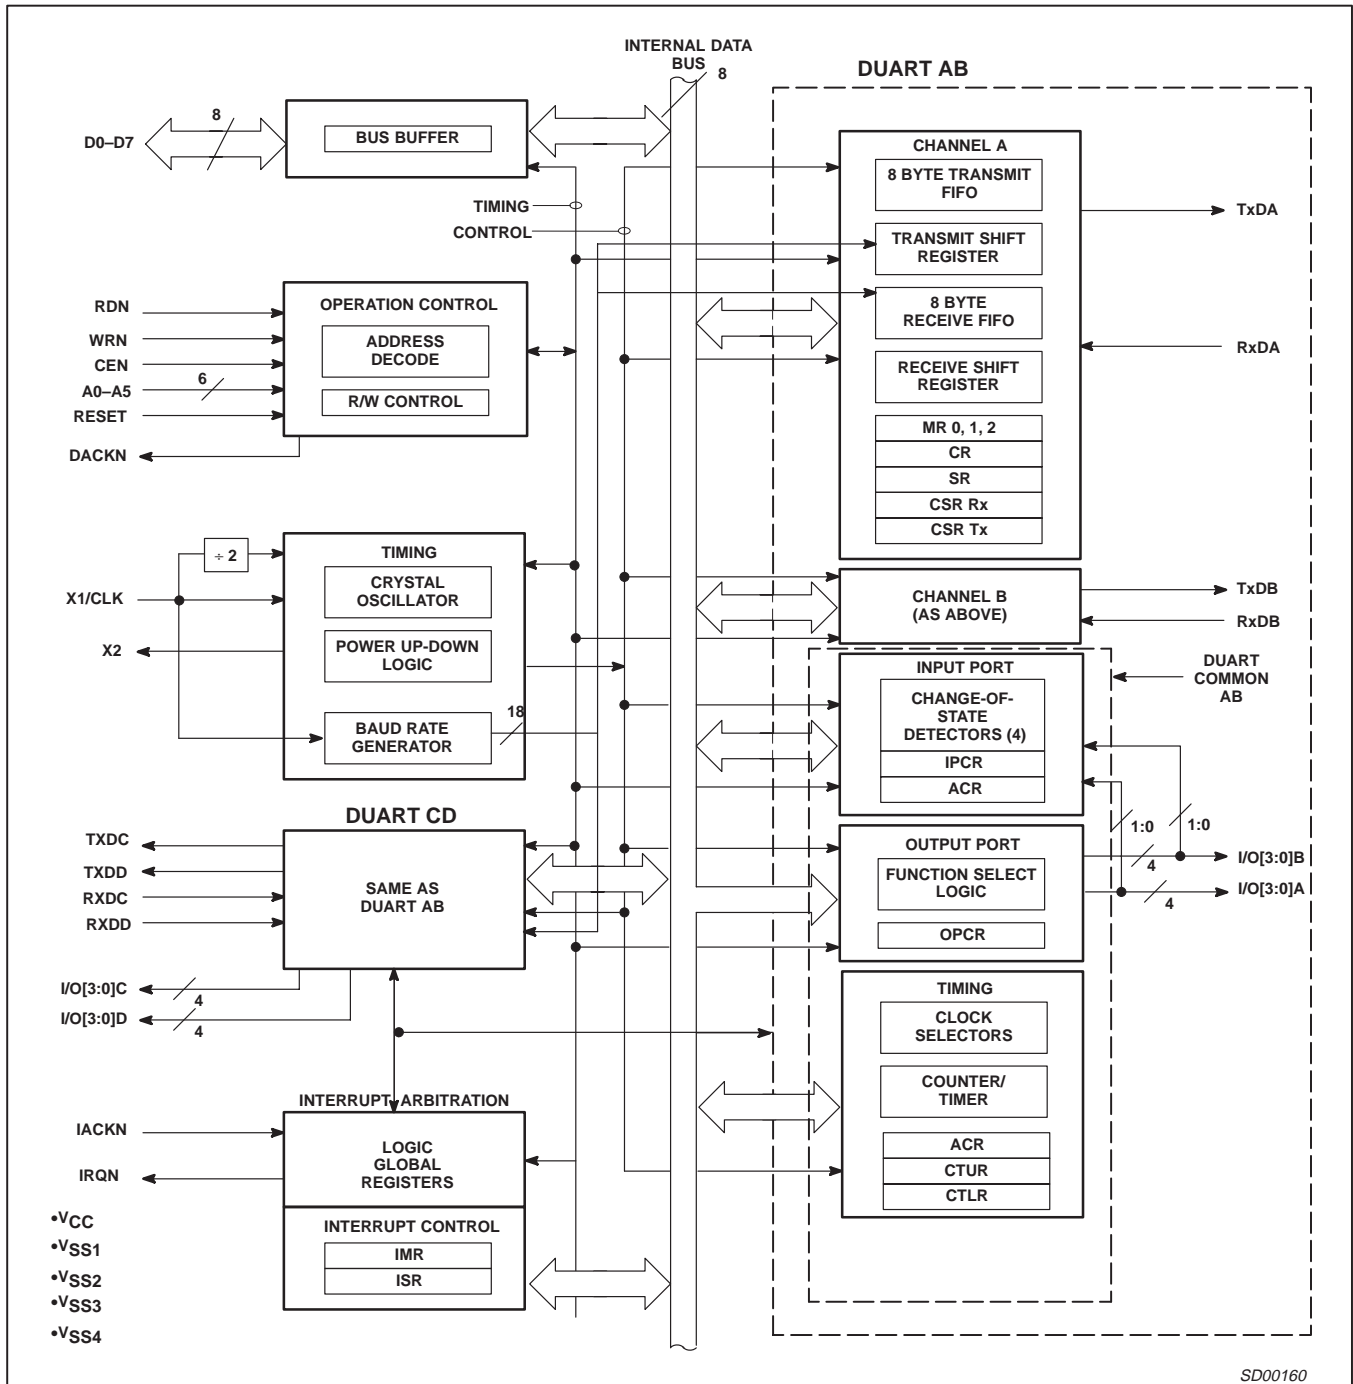 INTERNAL DATA
BUS
8
DUART AB
D0–D7
8
BUS BUFFER
TIMING
CONTROL
CHANNEL A
8 BYTE TRANSMIT
FIFO
TRANSMIT SHIFT
REGISTER
8 BYTE
RECEIVE FIFO
RECEIVE SHIFT
REGISTER
MR 0, 1, 2
CR
SR
CSR Rx
CSR Tx
TxDA
RxDA
RDN
WRN
CEN
A0–A5
6
RESET
DACKN
OPERATION CONTROL
ADDRESS
DECODE
R/W CONTROL
÷ 2
X1/CLK
X2
TIMING
CRYSTAL
OSCILLATOR
POWER UP-DOWN
LOGIC
BAUD RATE
GENERATOR
18
CHANNEL B
(AS ABOVE)
TxDB
RxDB
DUART
COMMON
AB
INPUT PORT
CHANGE-OF-
STATE
DETECTORS (4)
IPCR
ACR
1:0
1:0
OUTPUT PORT
FUNCTION SELECT
LOGIC
OPCR
4
I/O[3:0]B
4
I/O[3:0]A
DUART CD
TXDC
TXDD
RXDC
RXDD
SAME AS
DUART AB
I/O[3:0]C
4
I/O[3:0]D
4
TIMING
CLOCK
SELECTORS
COUNTER/
TIMER
ACR
CTUR
CTLR
INTERRUPT ARBITRATION
IACKN
IRQN
LOGIC
GLOBAL
REGISTERS
INTERRUPT CONTROL
IMR
ISR
•VCC
•VSS1
•VSS2
•VSS3
•VSS4
SD00160